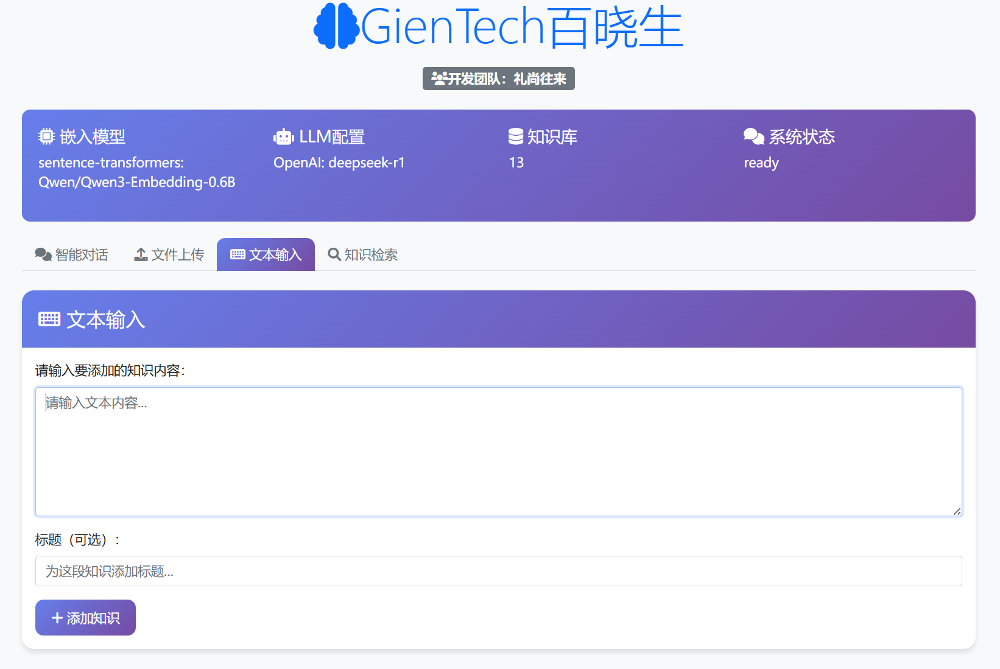 GienTech百晓生
开发团队：礼尚往来
嵌入模型
sentence-transformers:
Qwen/Qwen3-Embedding-0.6B
LLM配置
OpenAI: deepseek-r1
知识库
13
系统状态
ready
智能对话
文件上传
文本输入
知识检索
文本输入
请输入要添加的知识内容：
请输入文本内容...
标题（可选）：
为这段知识添加标题...
添加知识